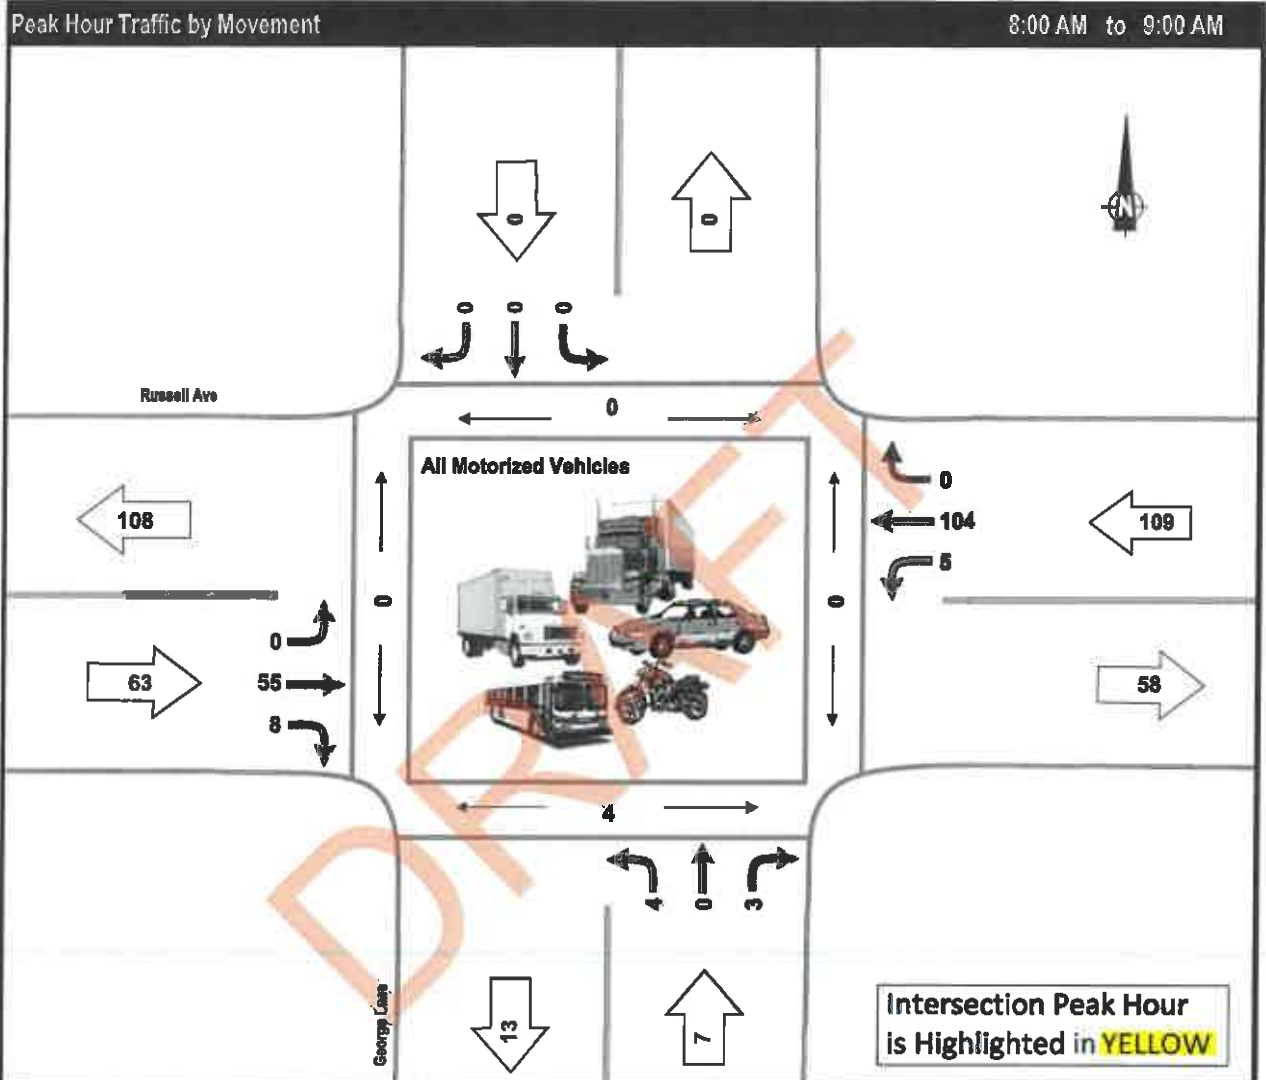 Peak Hour Traffic by Movement 8:00 AM to 9:00 AM
N
0 0
0 0 0
Russell Ave
0
All Motorized Vehicles
0
108
104
109
5
0 0
0
63
55
58
8
4
4 0 3
George Lane
13 7
Intersection Peak Hour
is Highlighted in YELLOW
DRAFT